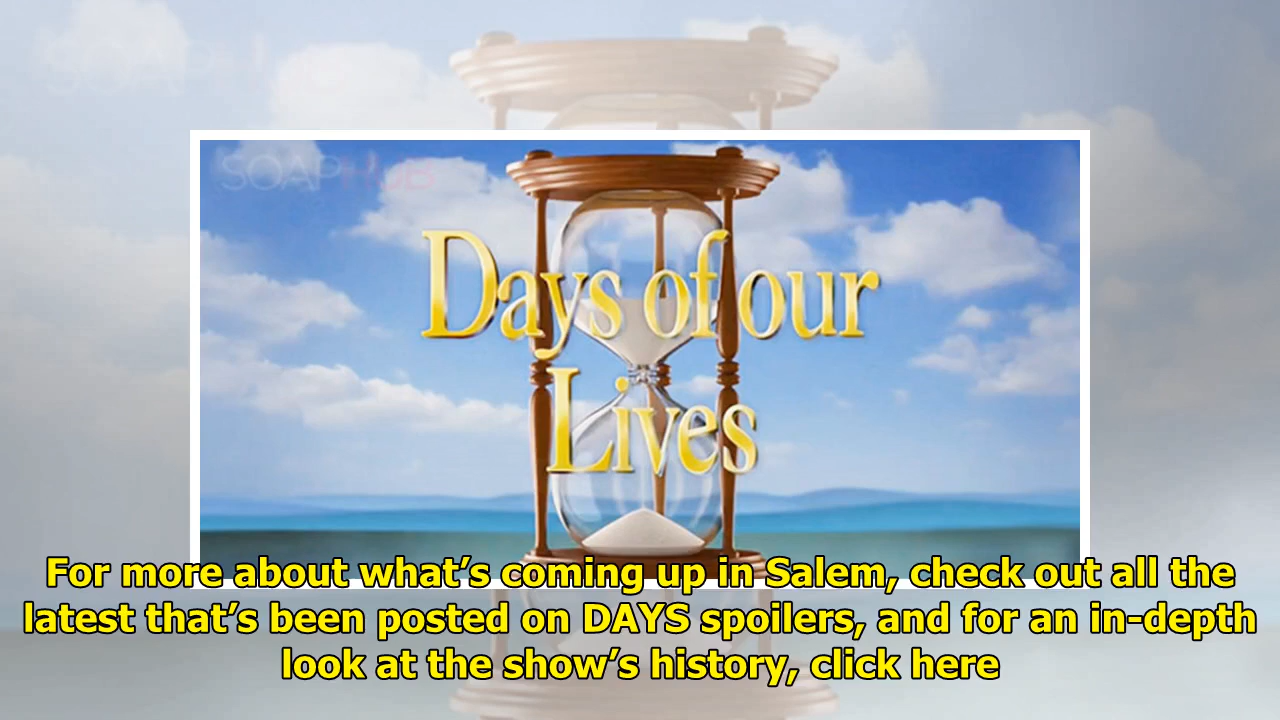 SOAPHUB
Days of our
Lives
For more about what’s coming up in Salem, check out all the
latest that’s been posted on DAYS spoilers, and for an in-depth
look at the show’s history, click here